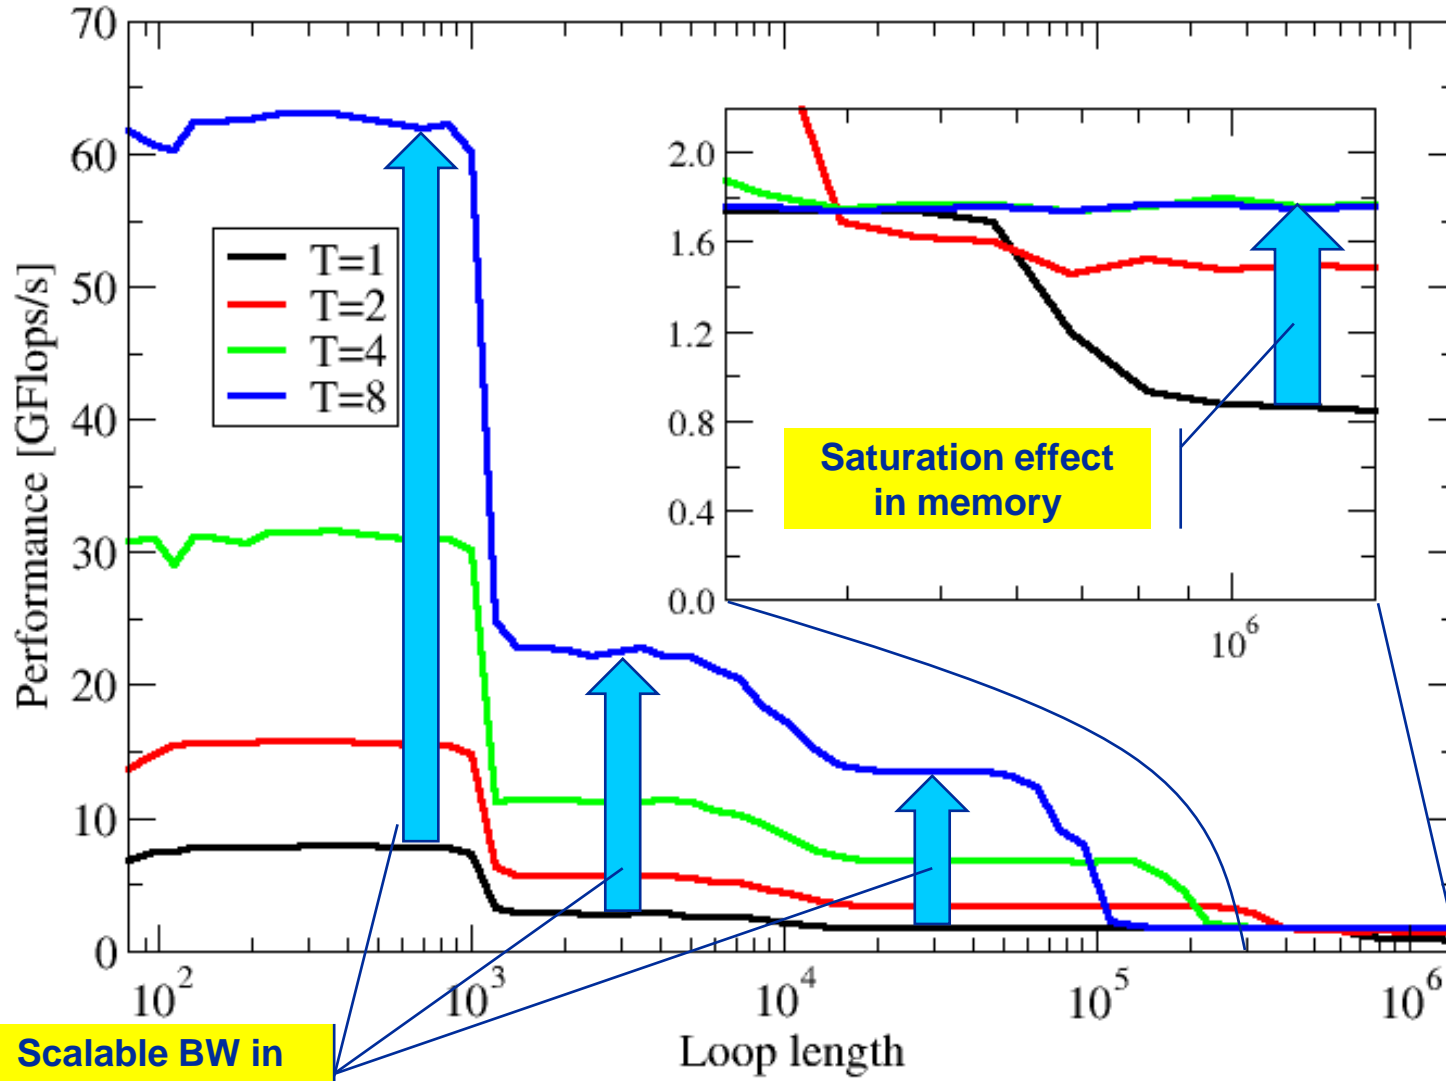 70
60
50
40
30
20
10
0
Performance [GFlops/s]
T=1
T=2
T=4
T=8
2.0
1.6
1.2
0.8
0.4
0.0
10^6
Saturation effect
in memory
10^2
10^3
10^4
10^5
10^6
Loop length
Scalable BW in